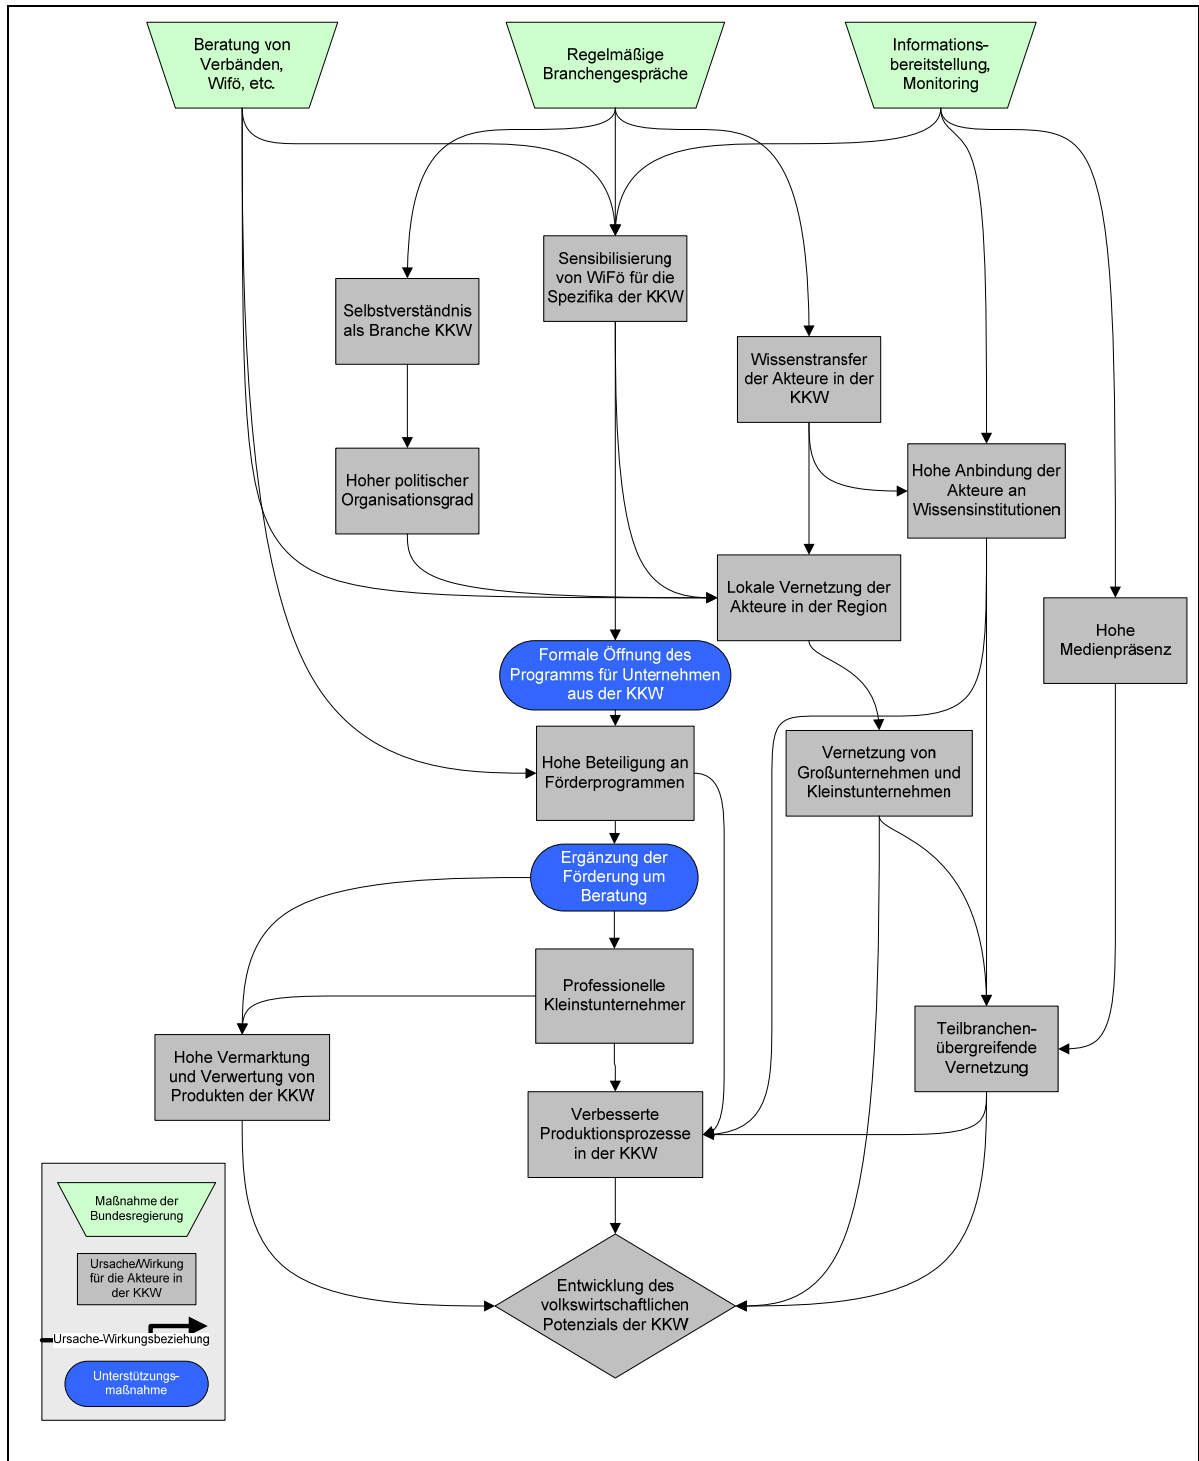 Beratung von
Verbänden,
Wifö, etc.
Regelmäßige
Branchengespräche
Informations-
bereitstellung,
Monitoring
Sensibilisierung
von WiFö für die
Spezifika der KKW
Selbstverständnis
als Branche KKW
Wissenstransfer
der Akteure in der
KKW
Hoher politischer
Organisationsgrad
Hohe Anbindung der
Akteure an
Wissensinstitutionen
Lokale Vernetzung der
Akteure in der Region
Hohe
Medienpräsenz
Formale Öffnung des
Programms für Unternehmen
aus der KKW
Hohe Beteiligung an
Förderprogrammen
Vernetzung von
Großunternehmen und
Kleinstunternehmen
Ergänzung der
Förderung um
Beratung
Professionelle
Kleinstunternehmer
Teilbranchen-
übergreifende
Vernetzung
Hohe Vermarktung
und Verwertung von
Produkten der KKW
Verbesserte
Produktionsprozesse
in der KKW
Entwicklung des
volkswirtschaftlichen
Potenzials der KKW
Maßnahme der
Bundesregierung
Ursache/Wirkung
für die Akteure in
der KKW
Ursache-Wirkungsbeziehung
Unterstützungs-
maßnahme